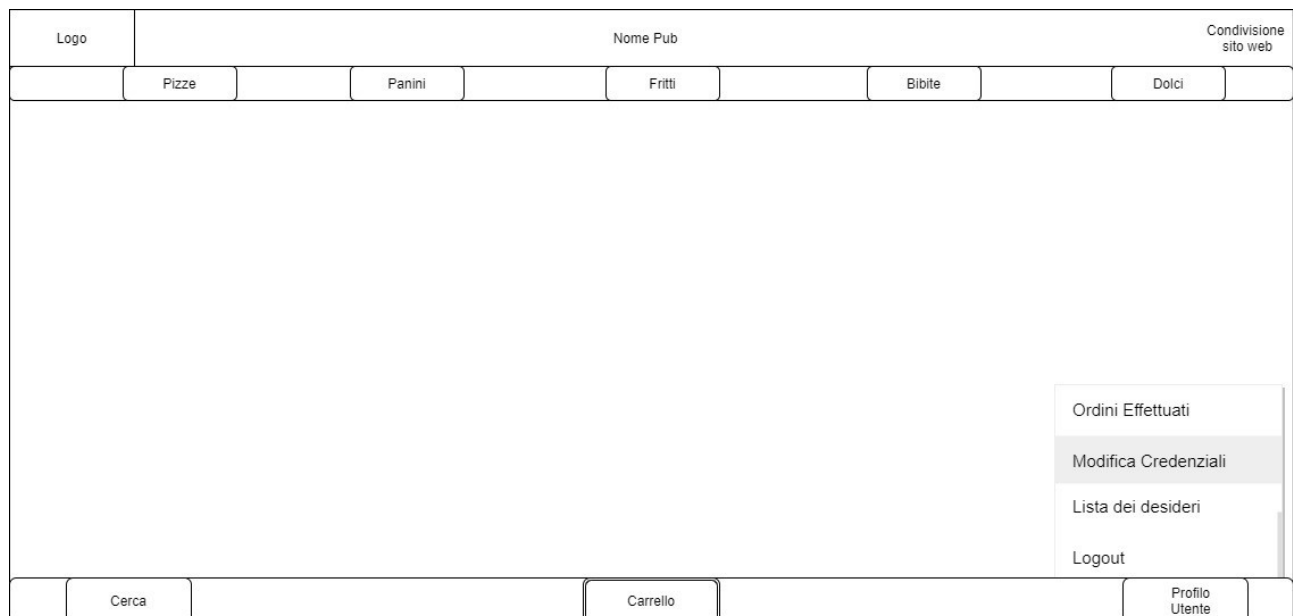 Logo
Nome Pub
Condivisione
sito web
Pizze
Panini
Fritti
Bibite
Dolci
Ordini Effettuati
Modifica Credenziali
Lista dei desideri
Logout
Cerca
Carrello
Profilo
Utente